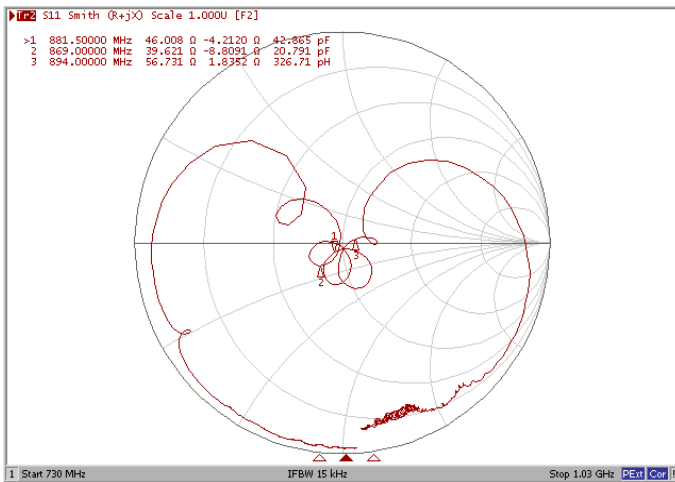 Tr2 S11 Smith (R+jX) Scale 1.000U [F2]
>1 881.50000 MHz 46.008 Ω -4.2120 Ω 42.865 pF
2 869.00000 MHz 39.621 Ω -8.8091 Ω 20.791 pF
3 894.00000 MHz 56.731 Ω 1.8352 Ω 326.71 pH
1
3
2
1 Start 730 MHz IFBW 15 kHz Stop 1.03 GHz PExt Cor !